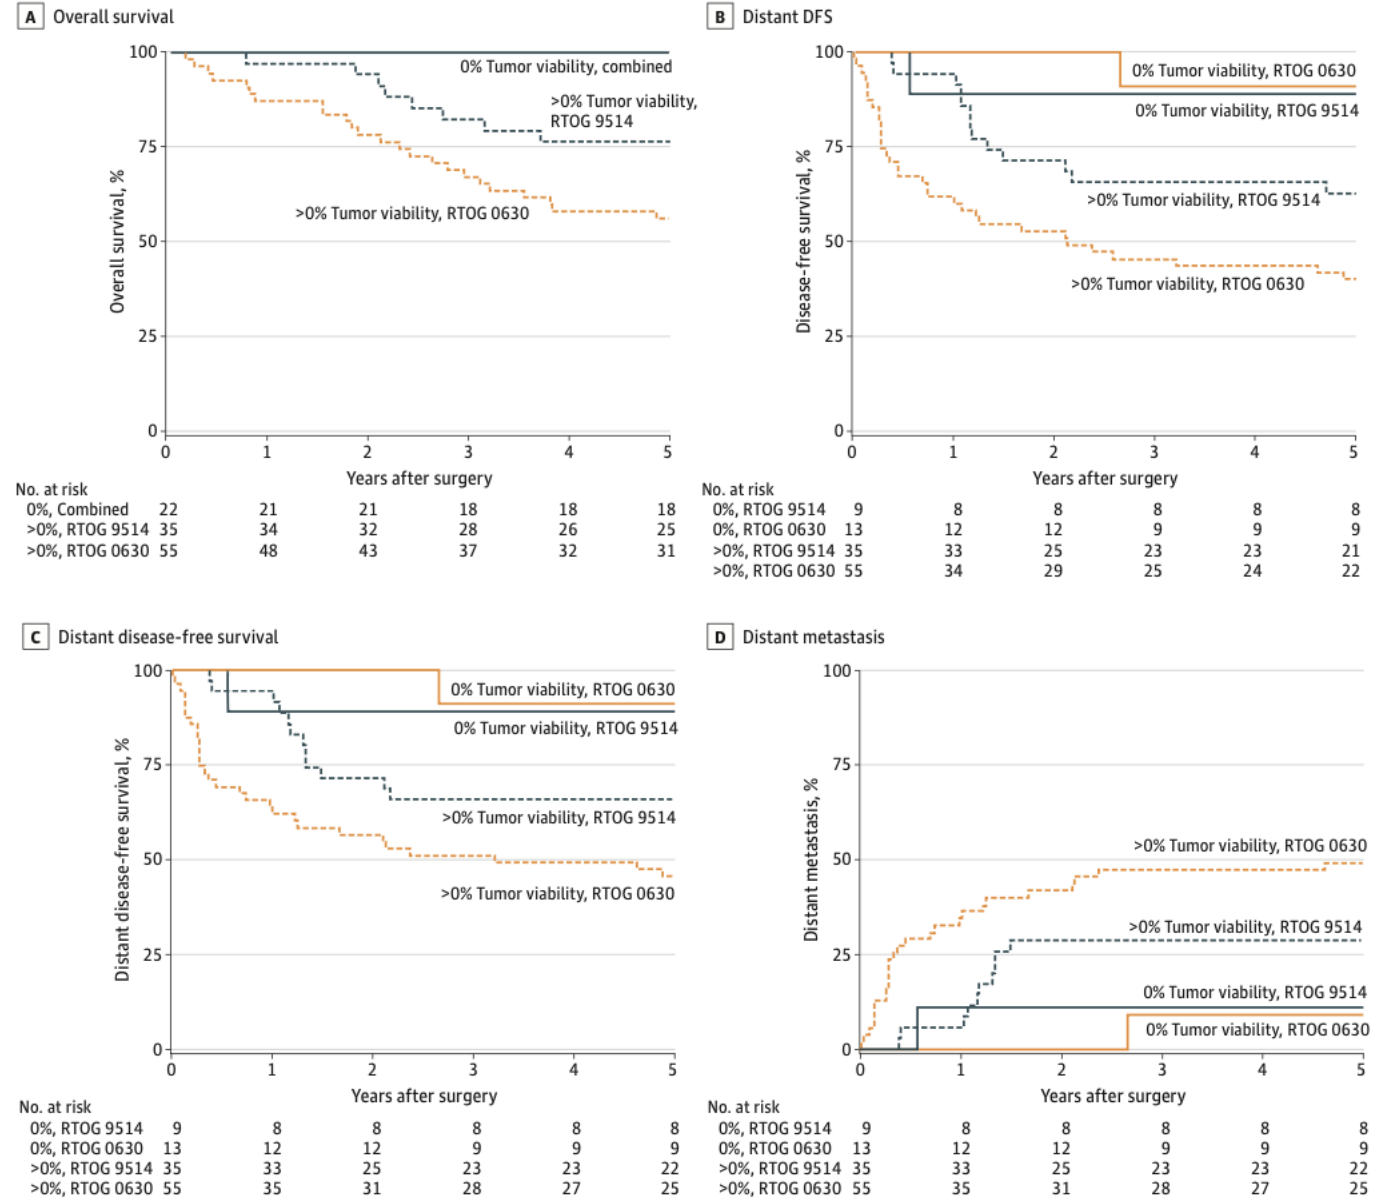 A Overall survival
100
75
50
25
0
Overall survival, %
0% Tumor viability, combined
>0% Tumor viability,
RTOG 9514
>0% Tumor viability, RTOG 0630
0 1 2 3 4 5
Years after surgery
No. at risk
0%, Combined 22 21 21 18 18 18
>0%, RTOG 9514 35 34 32 28 26 25
>0%, RTOG 0630 55 48 43 37 32 31
B Distant DFS
100
75
50
25
0
Disease-free survival, %
0% Tumor viability, RTOG 0630
0% Tumor viability, RTOG 9514
>0% Tumor viability, RTOG 9514
>0% Tumor viability, RTOG 0630
0 1 2 3 4 5
Years after surgery
No. at risk
0%, RTOG 9514 9 8 8 8 8 8
0%, RTOG 0630 13 12 12 9 9 9
>0%, RTOG 9514 35 33 25 23 23 21
>0%, RTOG 0630 55 34 29 25 24 22
C Distant disease-free survival
100
75
50
25
0
Distant disease-free survival, %
0% Tumor viability, RTOG 0630
0% Tumor viability, RTOG 9514
>0% Tumor viability, RTOG 9514
>0% Tumor viability, RTOG 0630
0 1 2 3 4 5
Years after surgery
No. at risk
0%, RTOG 9514 9 8 8 8 8 8
0%, RTOG 0630 13 12 12 9 9 9
>0%, RTOG 9514 35 33 25 23 23 22
>0%, RTOG 0630 55 35 31 28 27 25
D Distant metastasis
100
75
50
25
0
Distant metastasis, %
>0% Tumor viability, RTOG 0630
>0% Tumor viability, RTOG 9514
0% Tumor viability, RTOG 9514
0% Tumor viability, RTOG 0630
0 1 2 3 4 5
Years after surgery
No. at risk
0%, RTOG 9514 9 8 8 8 8 8
0%, RTOG 0630 13 12 12 9 9 9
>0%, RTOG 9514 35 33 25 23 23 22
>0%, RTOG 0630 55 35 31 28 27 25